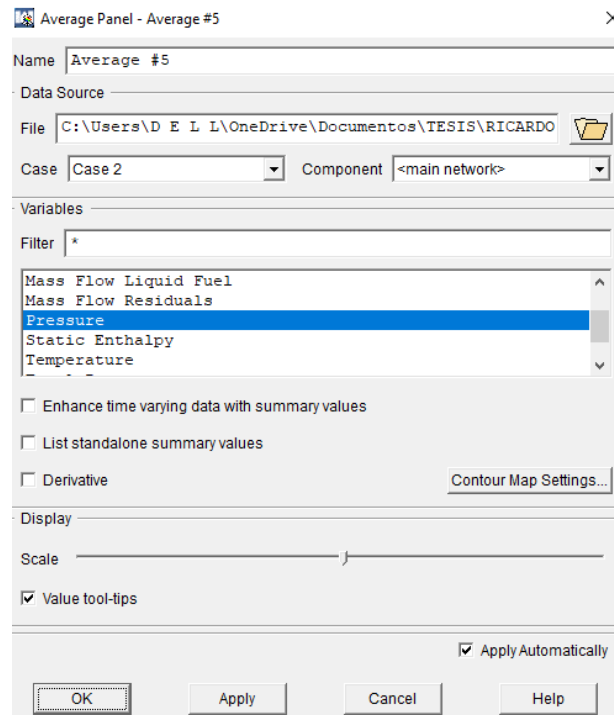 Average Panel - Average #5
Name Average #5
Data Source
File C:\Users\D E L L\OneDrive\Documentos\TESIS\RICARDO
Case Case 2 Component <main network>
Variables
Filter *
Mass Flow Liquid Fuel
Mass Flow Residuals
Pressure
Static Enthalpy
Temperature
Enhance time varying data with summary values
List standalone summary values
Derivative Contour Map Settings...
Display
Scale
Value tool-tips
Apply Automatically
OK Apply Cancel Help